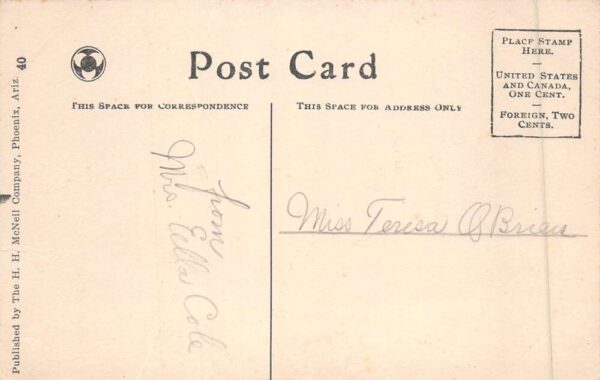 Post Card
THIS SPACE FOR CORRESPONDENCE
THIS SPACE FOR ADDRESS ONLY
PLACE STAMP
HERE.
UNITED STATES
AND CANADA,
ONE CENT.
FOREIGN, TWO
CENTS.
from
Mrs. Ella Cole
Miss Teresa O'Brien
Published by The H. H. McNeil Company, Phoenix, Ariz. 40